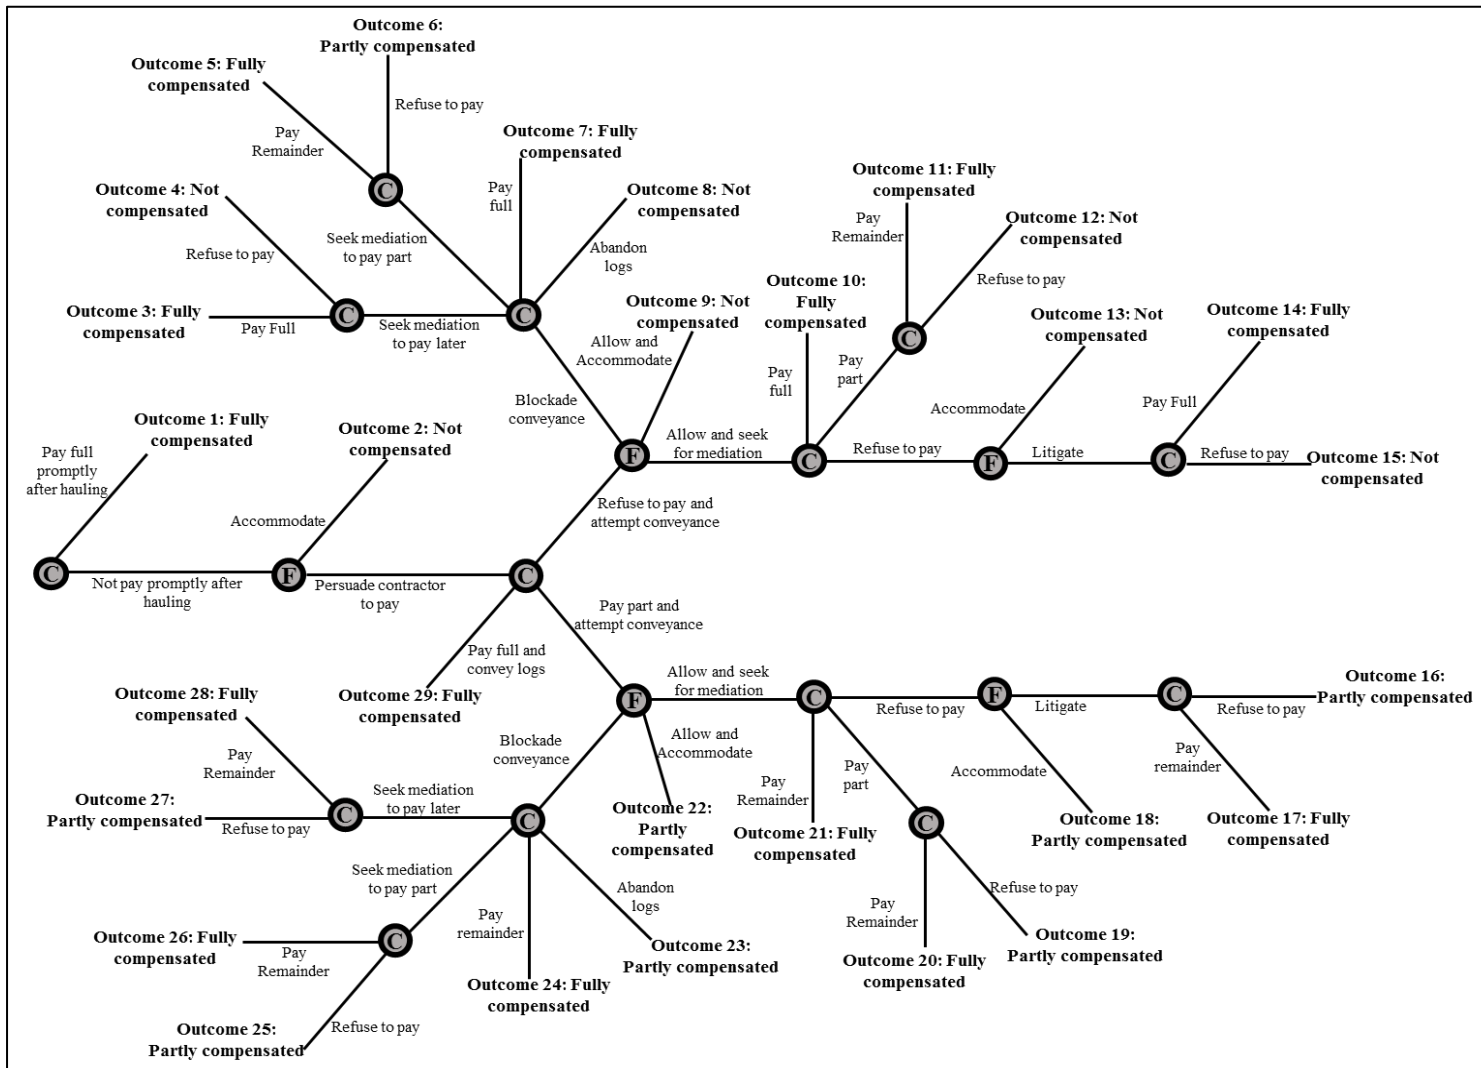 Outcome 6:
Partly compensated
Outcome 5: Fully
compensated
Refuse to pay
Pay
Remainder
Outcome 7: Fully
compensated
C
Outcome 4: Not
compensated
Pay
full
Outcome 8: Not
compensated
Seek mediation
to pay part
Refuse to pay
Abandon
logs
Outcome 3: Fully
compensated
Pay Full
C
Seek mediation
to pay later
C
Outcome 9: Not
compensated
Allow and
Accommodate
Blockade
conveyance
Outcome 11: Fully
compensated
Pay
Remainder
Outcome 12: Not
compensated
Refuse to pay
Outcome 10:
Fully
compensated
C
Pay
full
Pay
part
Outcome 13: Not
compensated
Outcome 14: Fully
compensated
Accommodate
Pay Full
F
Allow and seek
for mediation
C
Refuse to pay
F
Litigate
C
Refuse to pay
Outcome 15: Not
compensated
Outcome 1: Fully
compensated
Pay full
promptly
after hauling
Outcome 2: Not
compensated
Accommodate
Refuse to pay and
attempt conveyance
C
Not pay promptly after
hauling
F
Persuade contractor
to pay
C
Pay part and
attempt conveyance
Pay full and
convey logs
Outcome 29: Fully
compensated
F
Allow and seek
for mediation
C
Refuse to pay
F
Litigate
C
Refuse to pay
Outcome 16:
Partly compensated
Outcome 28: Fully
compensated
Blockade
conveyance
Allow and
Accommodate
Pay
Remainder
Pay
part
Accommodate
Pay
remainder
Pay
Remainder
Outcome 27:
Partly compensated
Refuse to pay
C
Seek mediation
to pay later
C
Outcome 22:
Partly
compensated
Outcome 21: Fully
compensated
C
Outcome 18:
Partly compensated
Outcome 17: Fully
compensated
Seek mediation
to pay part
Abandon
logs
Pay
remainder
Pay
Remainder
Refuse to pay
Outcome 26: Fully
compensated
Pay
Remainder
C
Outcome 23:
Partly compensated
Outcome 19:
Partly compensated
Outcome 24: Fully
compensated
Outcome 20: Fully
compensated
Outcome 25:
Partly compensated
Refuse to pay